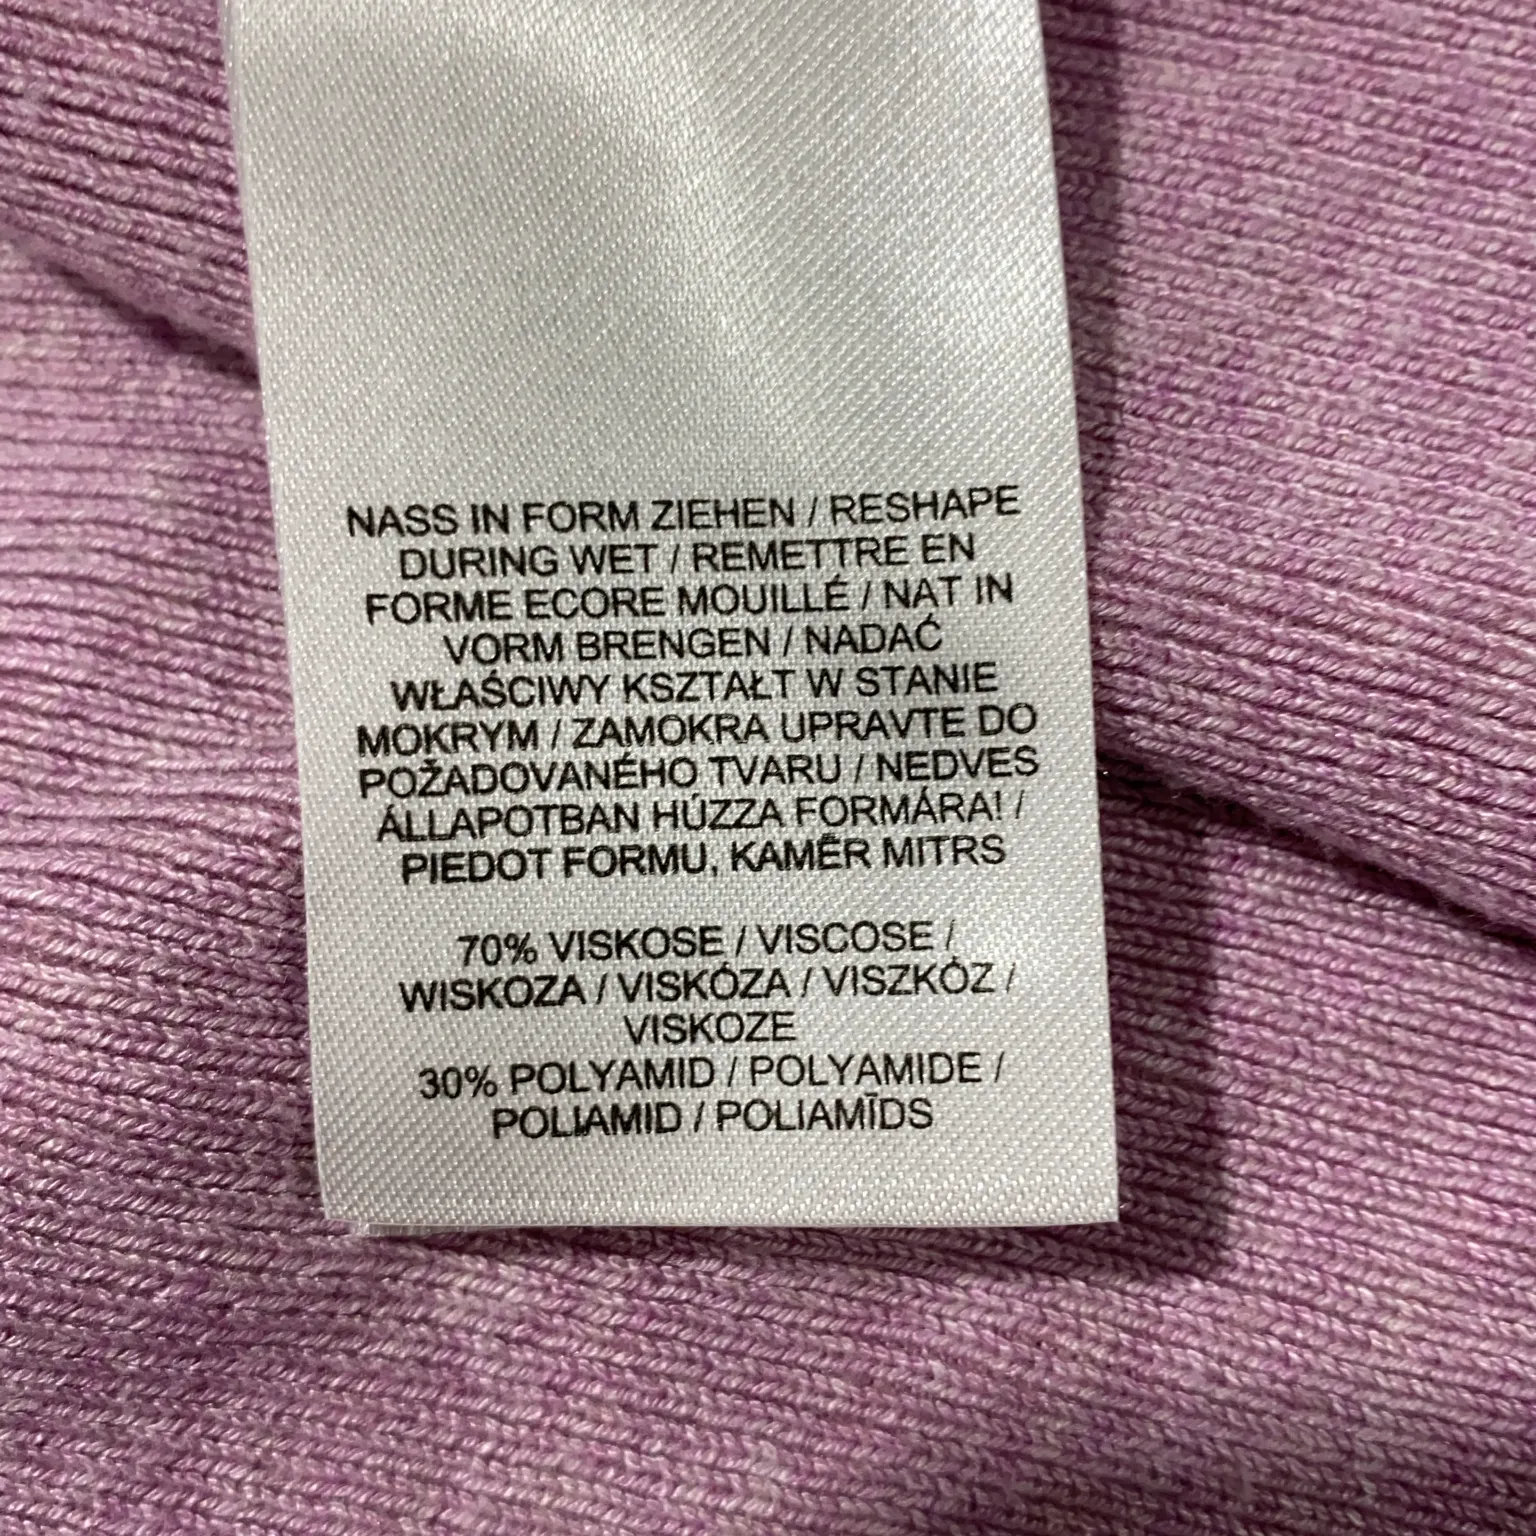 NASS IN FORM ZIEHEN / RESHAPE
DURING WET / REMETTRE EN
FORME ECORE MOUILLÉ / NAT IN
VORM BRENGEN / NADAĆ
WŁAŚCIWY KSZTAŁT W STANIE
MOKRYM / ZAMOKRA UPRAVTE DO
POŽADOVANÉHO TVARU / NEDVES
ÁLLAPOTBAN HÚZZA FORMÁRA! /
PIEDOT FORMU, KAMĒR MITRS
70% VISKOSE / VISCOSE /
WISKOZA / VISKÓZA / VISZKÓZ /
VISKOZE
30% POLYAMID / POLYAMIDE /
POLIAMID / POLIAMĪDS